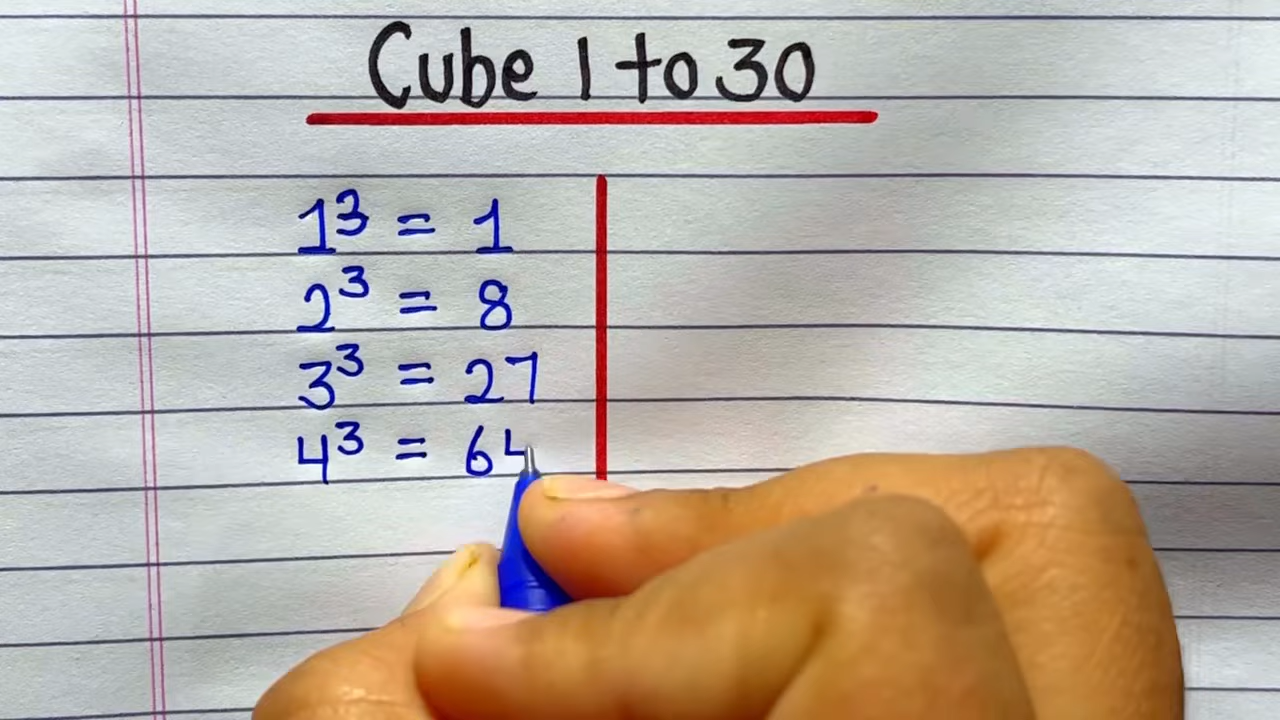 Cube 1 to 30
1³ = 1
2³ = 8
3³ = 27
4³ = 64